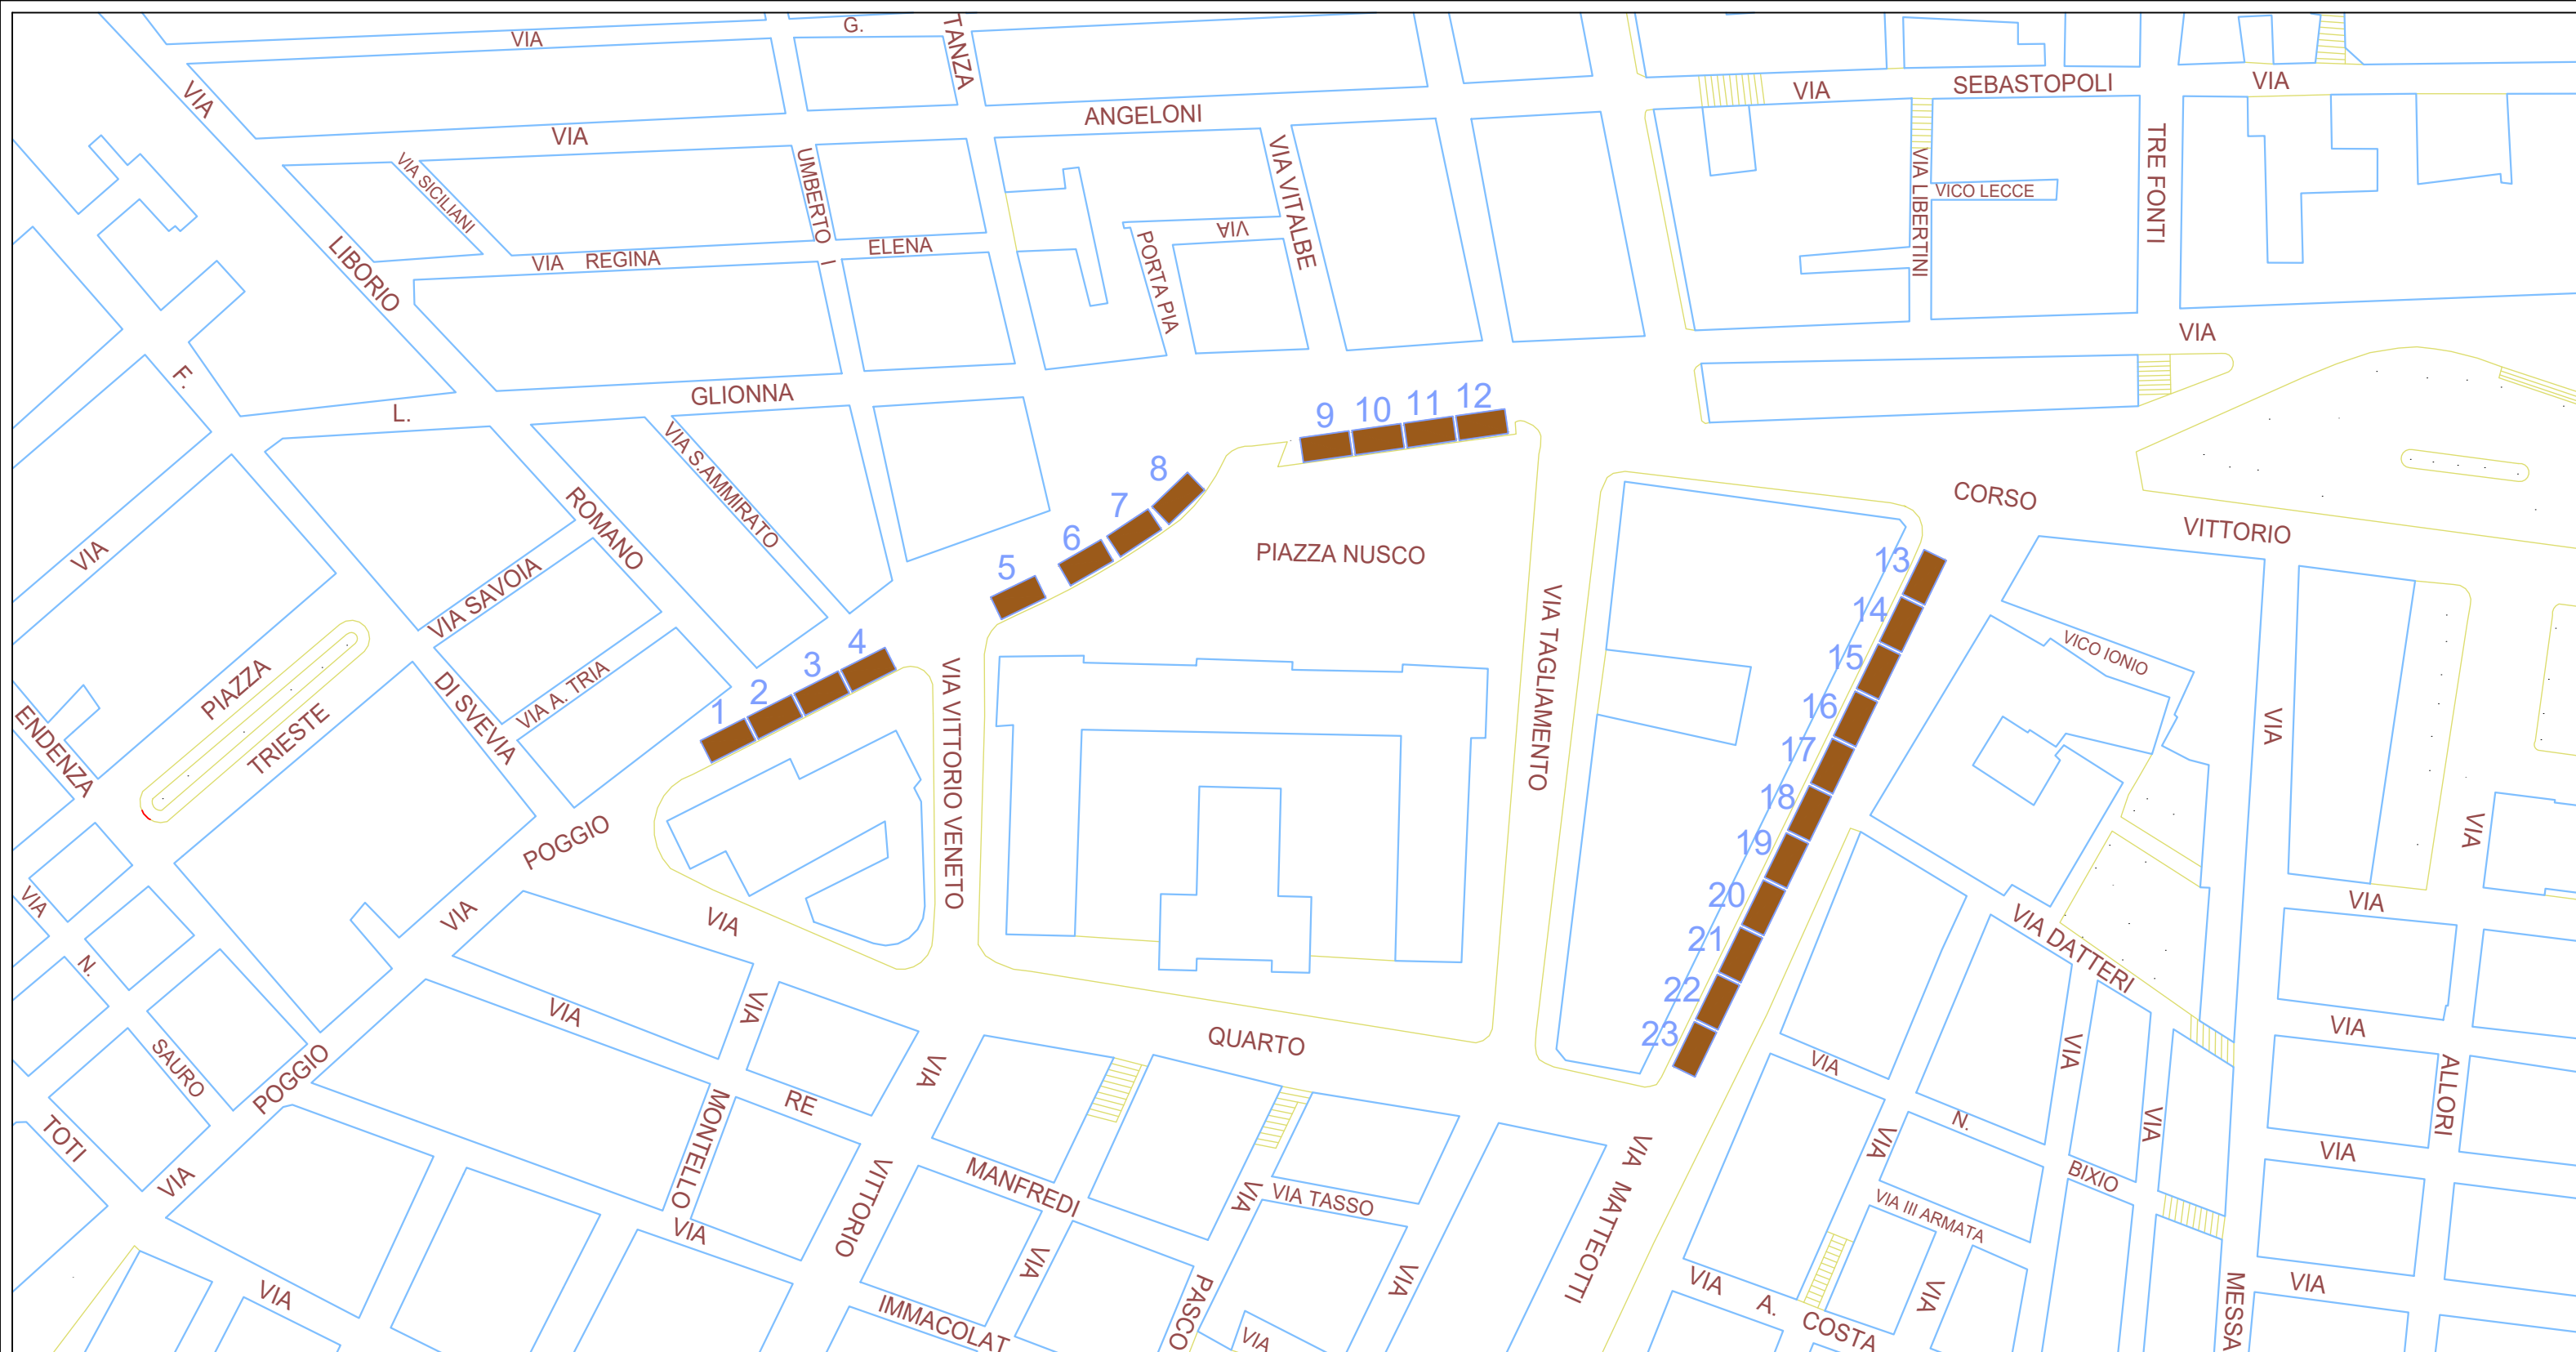 VIA
G.
TANZA
VIA
VIA
ANGELONI
VIA
SEBASTOPOLI
VIA
VIA SICILIANI
UMBERTO I
VIA VITALBE
VIA LIBERTINI
VICO LECCE
TRE FONTI
LIBORIO
VIA REGINA
ELENA
PORTA PIA
VIA
VIA
F.
L.
GLIONNA
VIA S.AMMIRATO
9
10
11
12
ROMANO
8
7
6
5
PIAZZA NUSCO
CORSO
VITTORIO
VIA
VIA SAVOIA
13
14
15
16
17
18
19
20
21
22
23
VIA TAGLIAMENTO
VICO IONIO
PIAZZA
TRIESTE
DI SVEVIA
VIA A. TRIA
1
2
3
4
VIA VITTORIO VENETO
ENDENZA
VIA
VIA
POGGIO
VIA
VIA
VIA
VIA
VIA DATTERI
N.
VIA
VIA
QUARTO
VIA
SAURO
POGGIO
VIA
VIA
VIA
ALLORI
MONTELLO
RE
N.
VIA
VIA
VIA
TOTI
VIA
VITTORIO
MANFREDI
VIA
VIA TASSO
VIA MATTEOTTI
BIXIO
VIA III ARMATA
VIA
VIA
VIA
VIA
VIA
VIA
VIA
IMMACOLAT
PASCO
VIA
VIA A. COSTA
MESSA